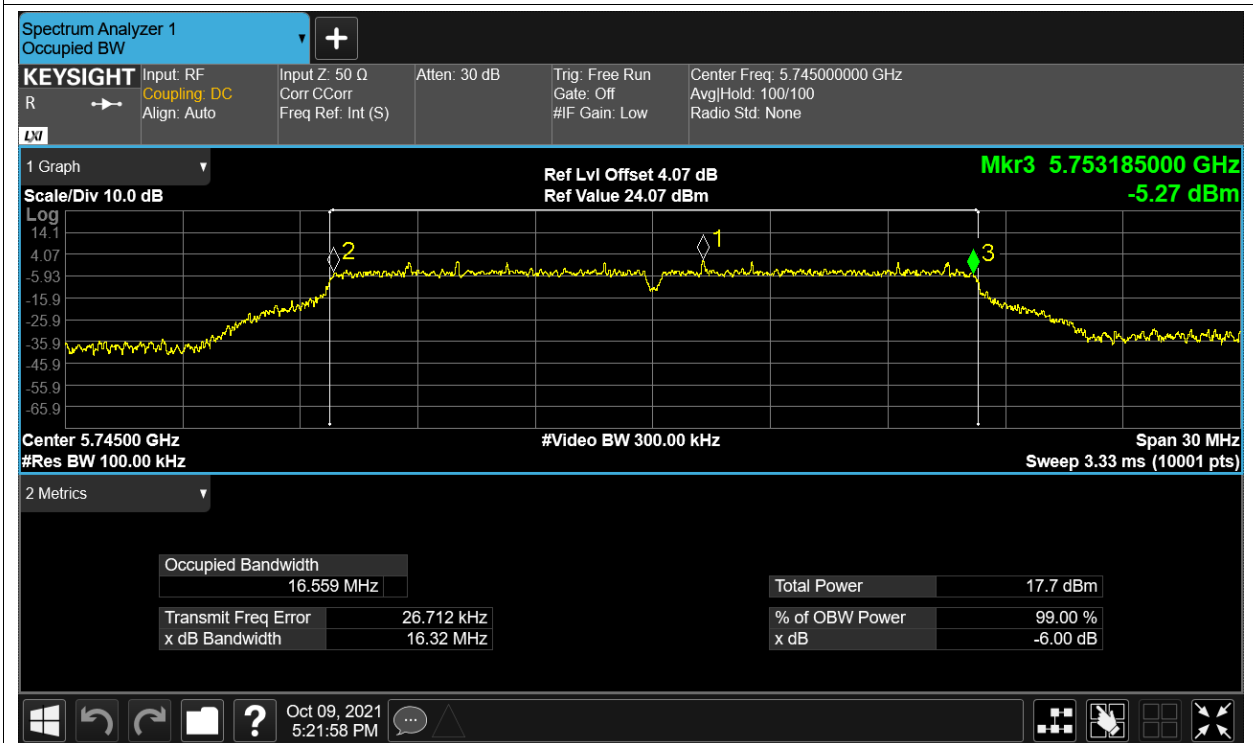 Spectrum Analyzer 1
Occupied BW
KEYSIGHT
R
LXI
Input: RF
Coupling: DC
Align: Auto
Input Z: 50 Ω
Corr CCorr
Freq Ref: Int (S)
Atten: 30 dB
Trig: Free Run
Gate: Off
#IF Gain: Low
Center Freq: 5.745000000 GHz
Avg|Hold: 100/100
Radio Std: None
1 Graph
Ref Lvl Offset 4.07 dB
Mkr3 5.753185000 GHz
Scale/Div 10.0 dB
Ref Value 24.07 dBm
-5.27 dBm
Log
14.1
4.07
-5.93
-15.9
-25.9
-35.9
-45.9
-55.9
-65.9
2
1
3
Center 5.74500 GHz
#Video BW 300.00 kHz
Span 30 MHz
#Res BW 100.00 kHz
Sweep 3.33 ms (10001 pts)
2 Metrics
Occupied Bandwidth
16.559 MHz
Total Power 17.7 dBm
Transmit Freq Error 26.712 kHz
% of OBW Power 99.00 %
x dB Bandwidth 16.32 MHz
x dB -6.00 dB
?
Oct 09, 2021
5:21:58 PM